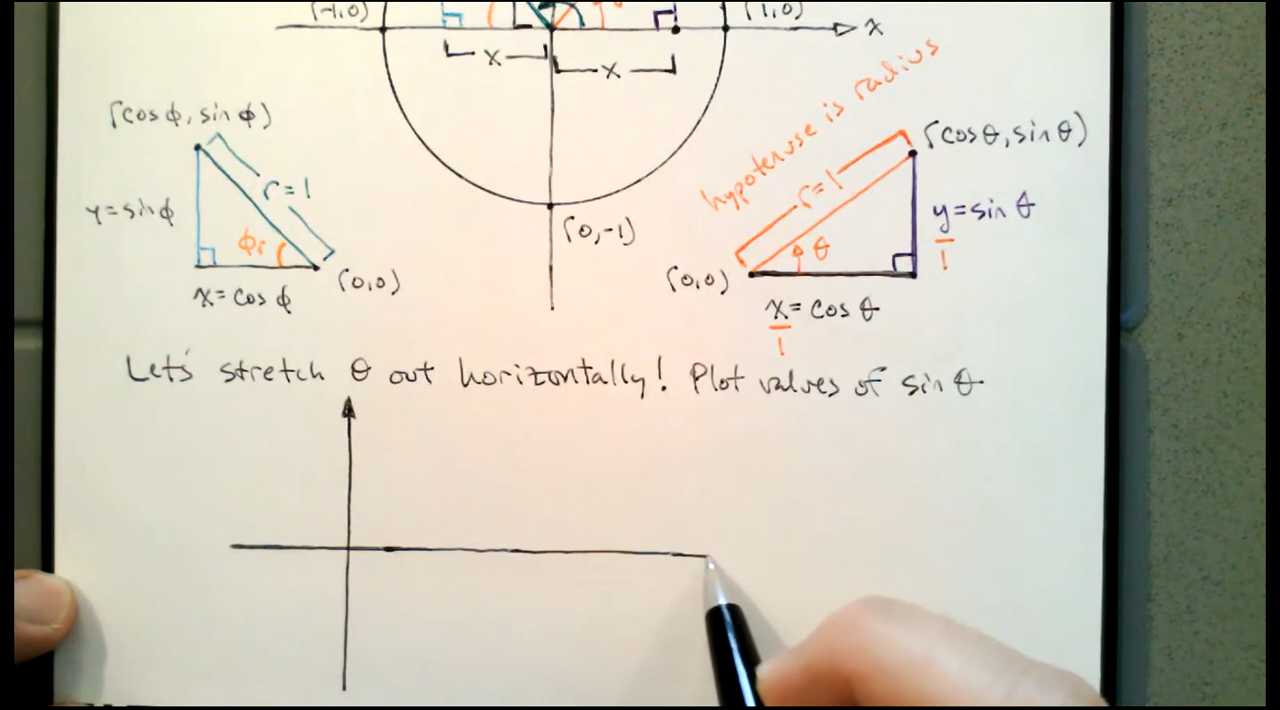 (-1,0)
(1,0)
x
x
x
hypotenuse is radius
(cos ϕ, sin ϕ)
(cos θ, sin θ)
r=1
r=1
y=sin ϕ
y=sin θ
1
(0,-1)
ϕr
θ
(0,0)
(0,0)
x=cos ϕ
x=cos θ
1
Let's stretch θ out horizontally! Plot values of sin θ